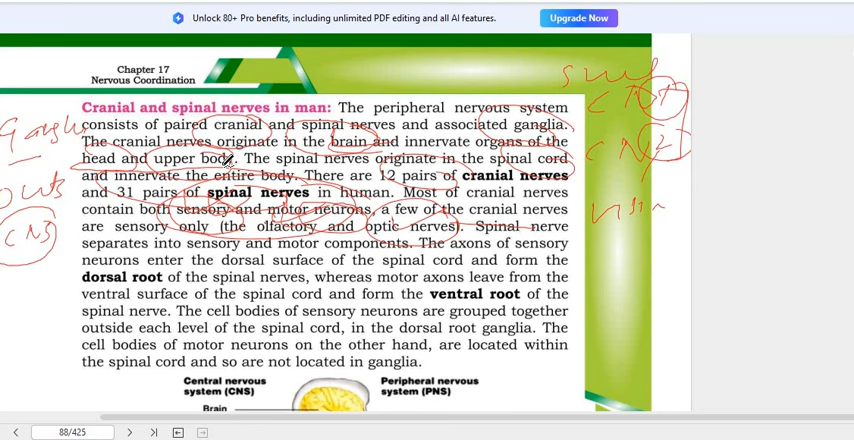 Unlock 80+ Pro benefits, including unlimited PDF editing and all AI features.
Upgrade Now
Chapter 17
Nervous Coordination
Cranial and spinal nerves in man: The peripheral nervous system
consists of paired cranial and spinal nerves and associated ganglia.
The cranial nerves originate in the brain and innervate organs of the
head and upper body. The spinal nerves originate in the spinal cord
and innervate the entire body. There are 12 pairs of cranial nerves
and 31 pairs of spinal nerves in human. Most of cranial nerves
contain both sensory and motor neurons, a few of the cranial nerves
are sensory only (the olfactory and optic nerves). Spinal nerve
separates into sensory and motor components. The axons of sensory
neurons enter the dorsal surface of the spinal cord and form the
dorsal root of the spinal nerves, whereas motor axons leave from the
ventral surface of the spinal cord and form the ventral root of the
spinal nerve. The cell bodies of sensory neurons are grouped together
outside each level of the spinal cord, in the dorsal root ganglia. The
cell bodies of motor neurons on the other hand, are located within
the spinal cord and so are not located in ganglia.
Central nervous
system (CNS)
Peripheral nervous
system (PNS)
Brain
CNS
88/425